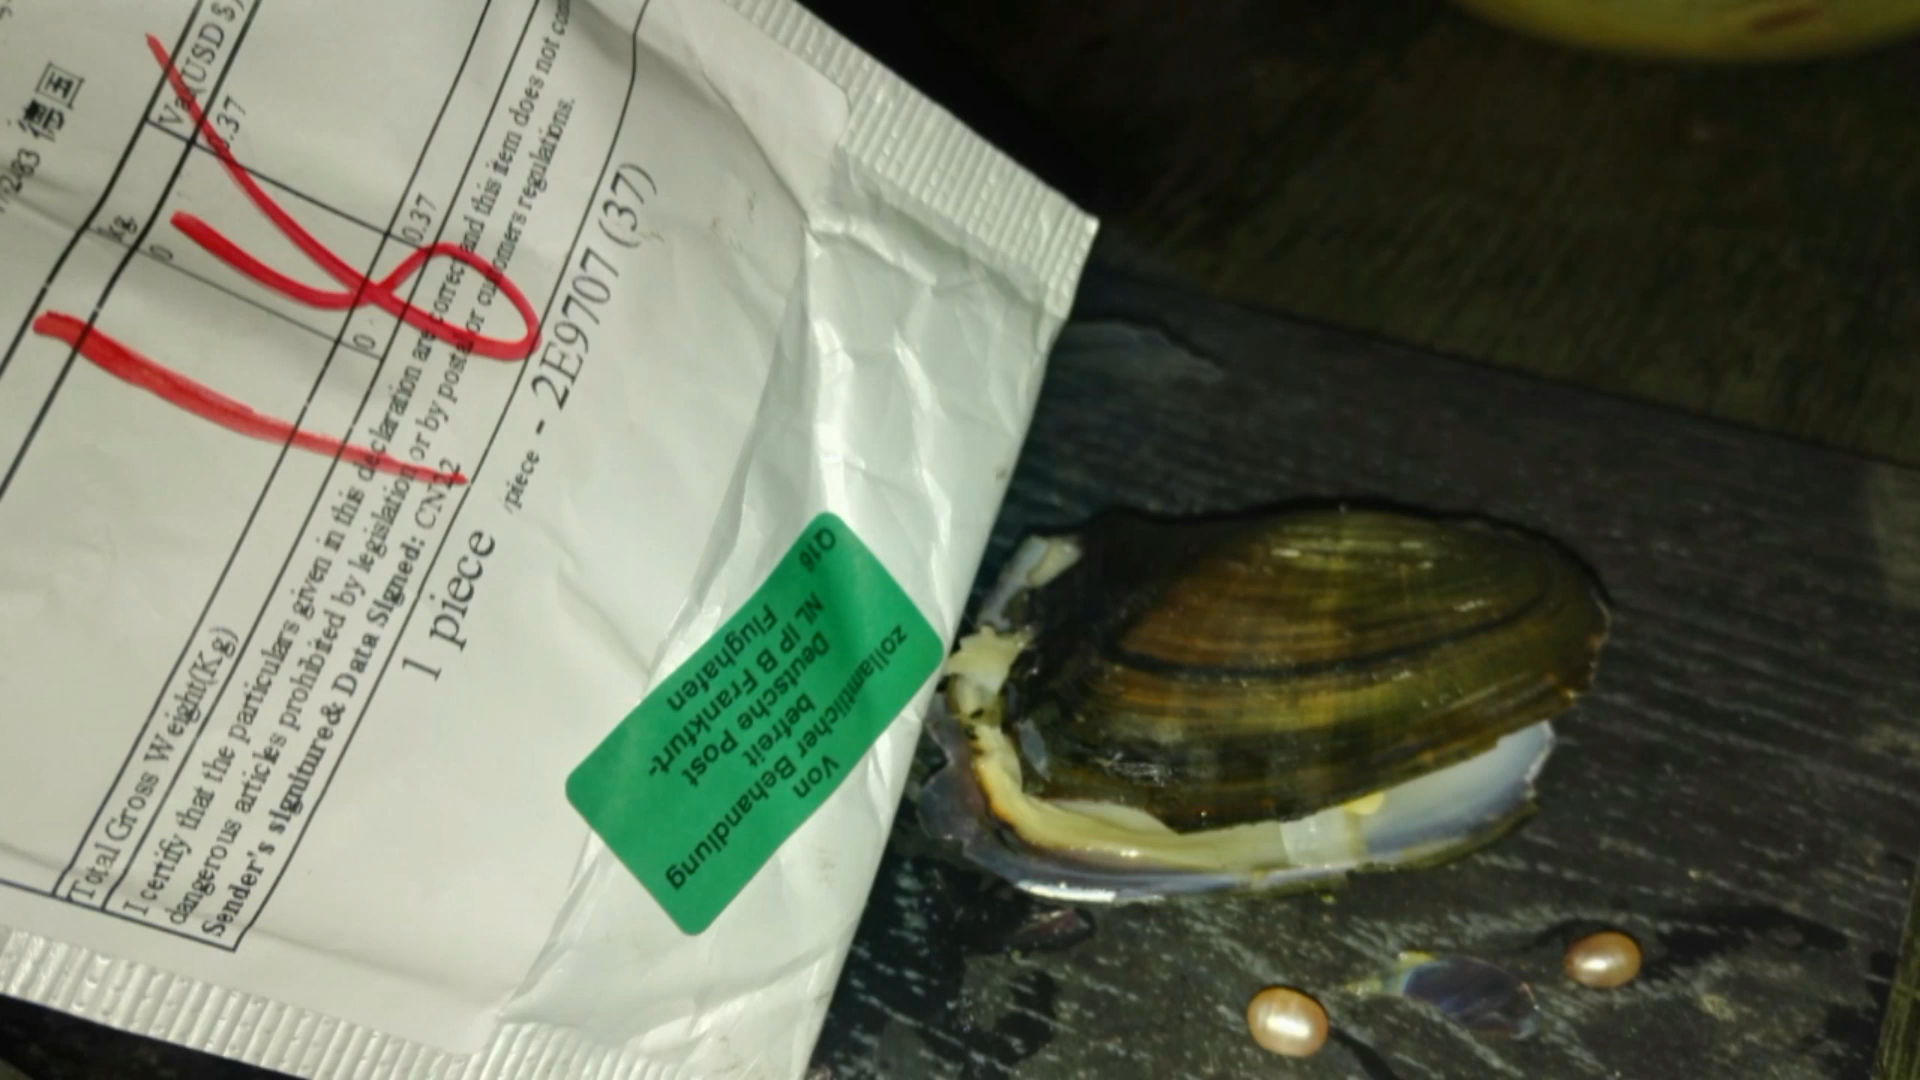 德国
Val(USD $)
0.37
kg.
0
0.37
0
Total Gross Weight(Kg)
I certify that the particulars given in this declaration are correct and this item does not
dangerous articles prohibited by legislation or by postal or customers regulations.
Sender's signiture& Data Signed: CN22
1 piece
/piece - 2E9707 (37)
Q16
NL IP B Frankfurt-
Flughafen
Deutsche Post
befreit
zollamtlicher Behandlung
Von